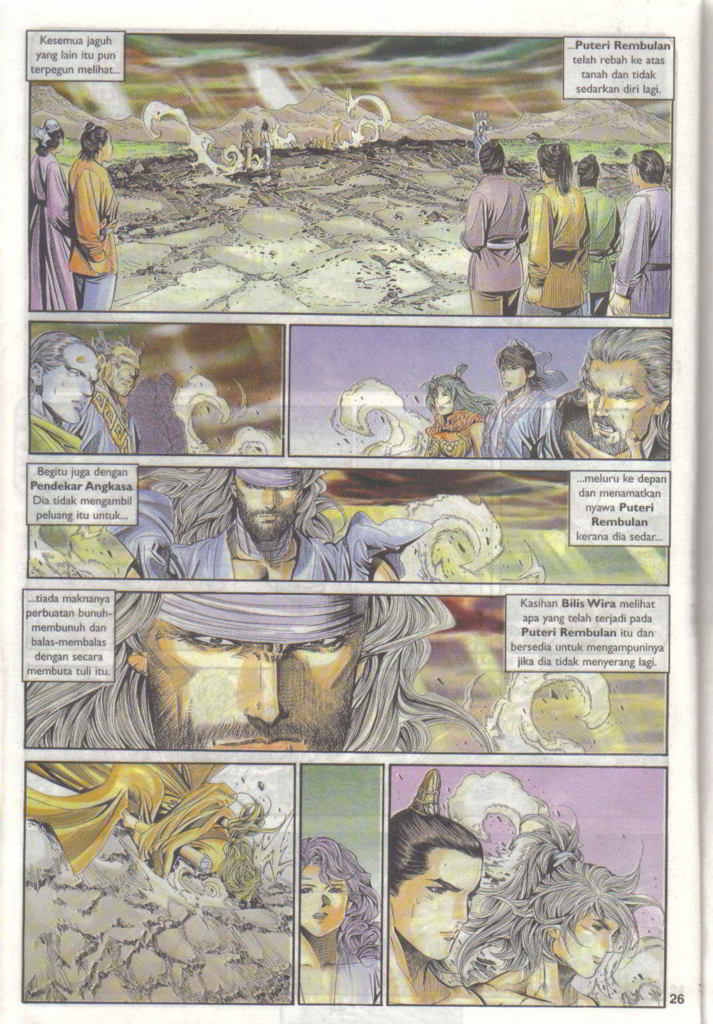 Kesemua jaguh
yang lain itu pun
terpegun melihat...
...Puteri Rembulan
telah rebah ke atas
tanah dan tidak
sedarkan diri lagi.
Begitu juga dengan
Pendekar Angkasa.
Dia tidak mengambil
peluang itu untuk...
...meluru ke depan
dan menamatkan
nyawa Puteri
Rembulan
kerana dia sedar...
...tiada maknanya
perbuatan bunuh-
membunuh dan
balas-membalas
dengan secara
membuta tuli itu.
Kasihan Bilis Wira melihat
apa yang telah terjadi pada
Puteri Rembulan itu dan
bersedia untuk mengampuninya
jika dia tidak menyerang lagi.
26